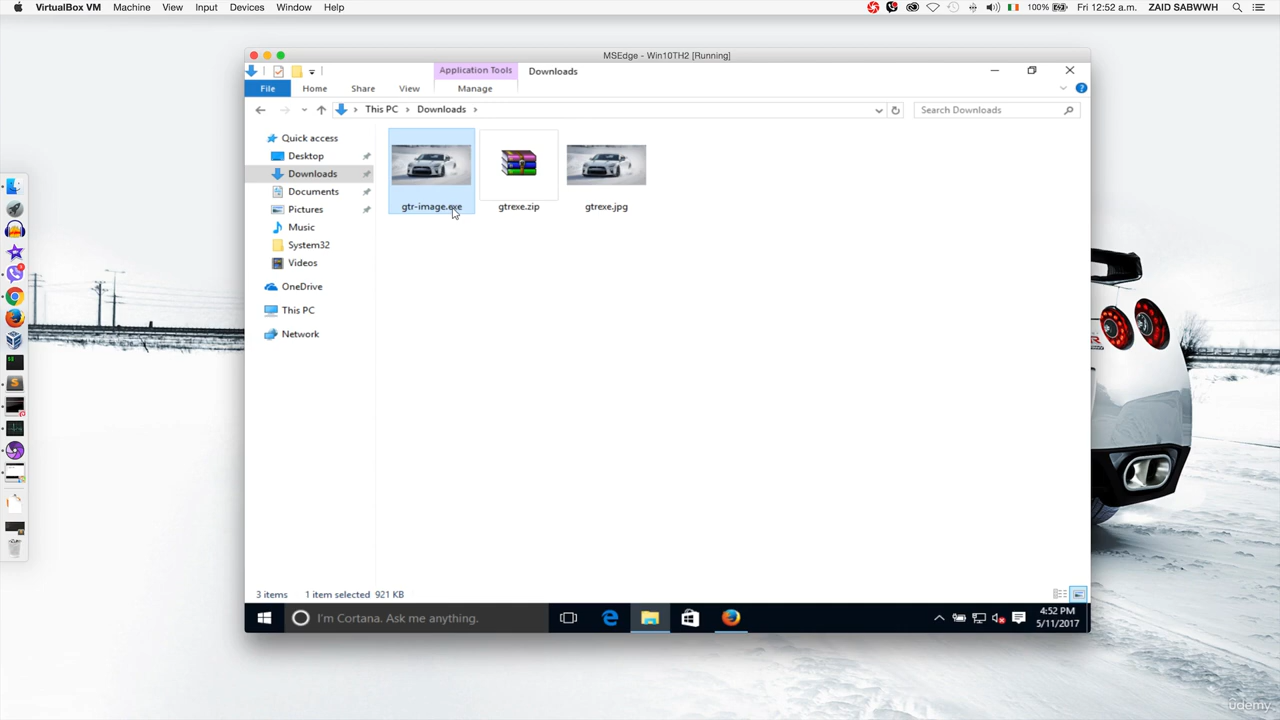 VirtualBox VM Machine View Input Devices Window Help 100% Fri 12:52 a.m. ZAID SABWWH
MSEdge - Win10TH2 [Running]
Application Tools Downloads
File Home Share View Manage
This PC Downloads Search Downloads
Quick access
Desktop
Downloads
Documents
Pictures
Music
System32
Videos
OneDrive
This PC
Network
gtr-image.exe gtrexe.zip gtrexe.jpg
3 items 1 item selected 921 KB
I'm Cortana. Ask me anything. 4:52 PM
5/11/2017
ûdemy